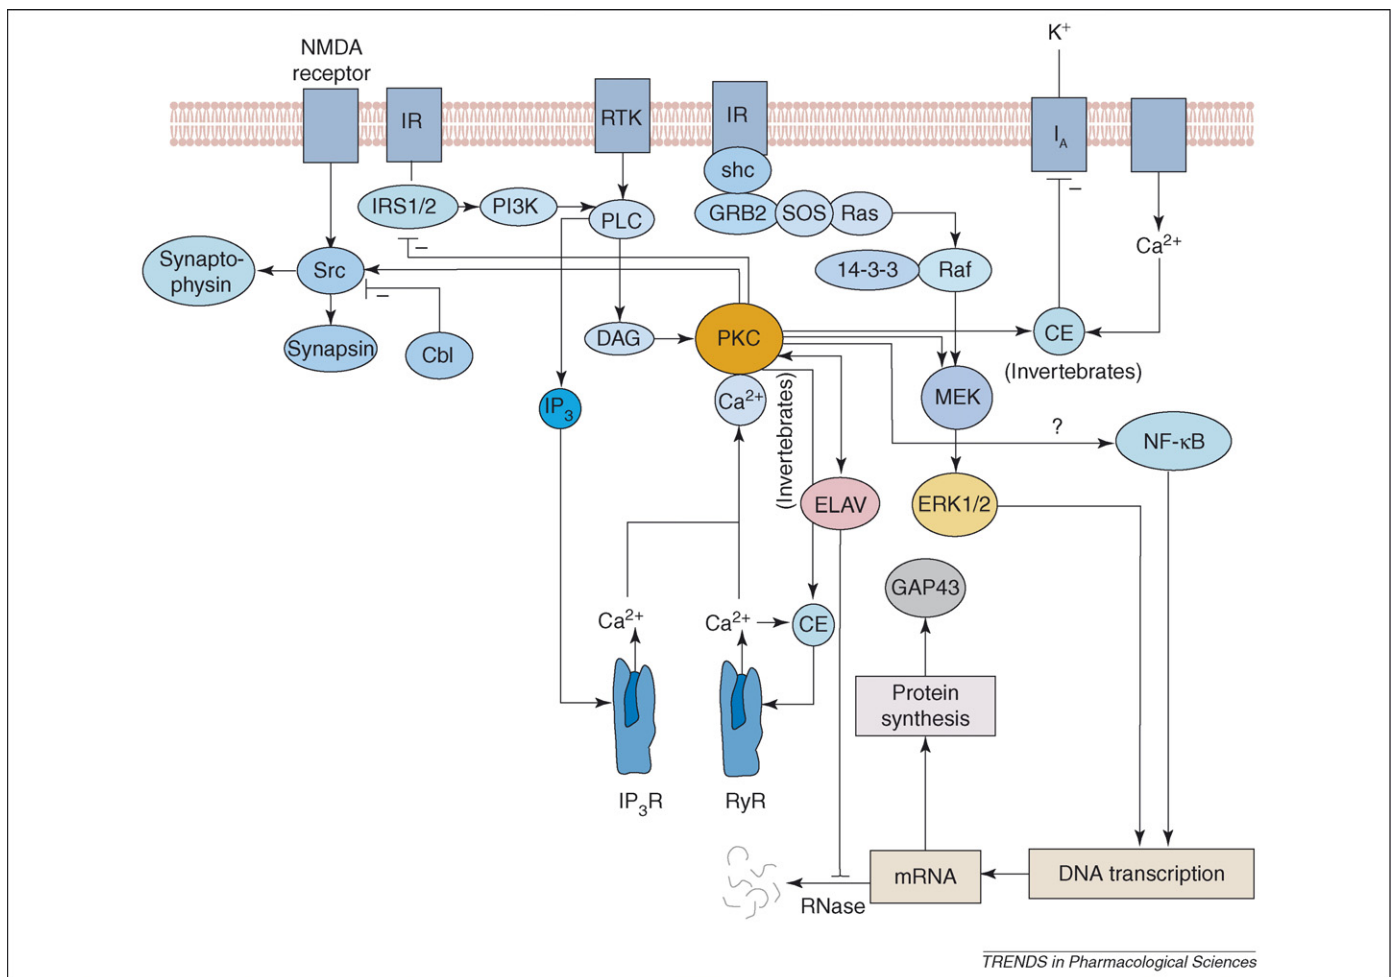 K⁺
NMDA
receptor
IR
RTK
IR
I_A
shc
IRS1/2
PI3K
PLC
GRB2
SOS
Ras
–
–
Ca²⁺
Synapto-
physin
Src
14-3-3
Raf
–
Synapsin
Cbl
DAG
PKC
CE
(Invertebrates)
IP₃
Ca²⁺
(Invertebrates)
MEK
?
NF-κB
ELAV
ERK1/2
GAP43
Ca²⁺
Ca²⁺
CE
Protein
synthesis
IP₃R
RyR
mRNA
DNA transcription
RNase
TRENDS in Pharmacological Sciences